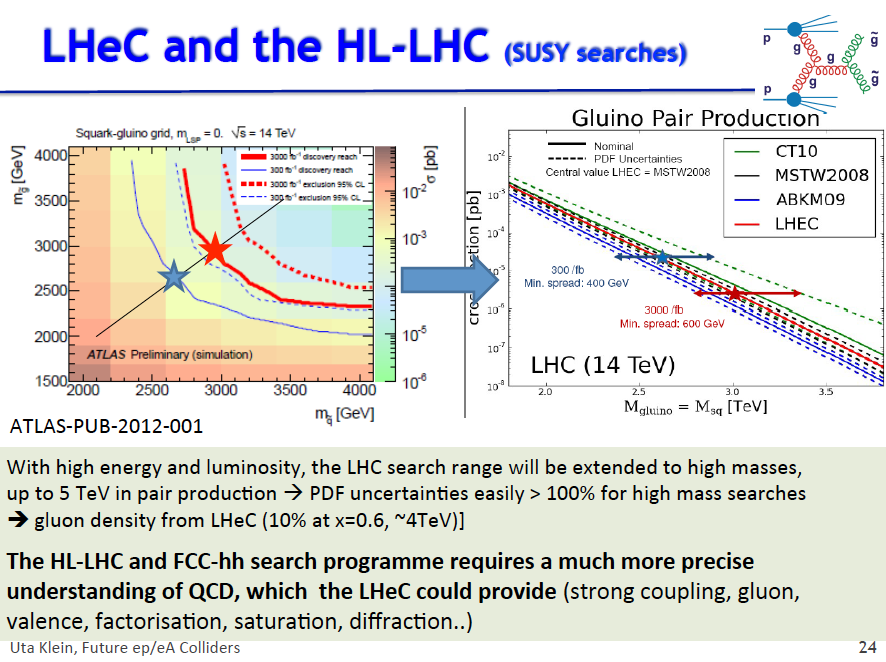 LHeC and the HL-LHC (SUSY searches)
p
g
g
g̃
g
g̃
p
Squark-gluino grid, m_LSP = 0. √s = 14 TeV
m_g̃ [GeV]
4000
3500
3000
2500
2000
1500
2000 2500 3000 3500 4000
m_q̃ [GeV]
3000 fb⁻¹ discovery reach
300 fb⁻¹ discovery reach
3000 fb⁻¹ exclusion 95% CL
300 fb⁻¹ exclusion 95% CL
ATLAS Preliminary (simulation)
σ [pb]
10⁻²
10⁻³
10⁻⁵
10⁻⁶
ATLAS-PUB-2012-001
Gluino Pair Production
Nominal
PDF Uncertainties
Central value LHEC = MSTW2008
CT10
MSTW2008
ABKM09
LHEC
[pb]
10⁻²
10⁻³
10⁻⁴
10⁻⁶
10⁻⁷
10⁻⁸
300 /fb
Min. spread: 400 GeV
3000 /fb
Min. spread: 600 GeV
LHC (14 TeV)
2.0 2.5 3.0 3.5
M_gluino = M_sq [TeV]
With high energy and luminosity, the LHC search range will be extended to high masses,
up to 5 TeV in pair production → PDF uncertainties easily > 100% for high mass searches
➔ gluon density from LHeC (10% at x=0.6, ~4TeV)]
The HL-LHC and FCC-hh search programme requires a much more precise
understanding of QCD, which the LHeC could provide (strong coupling, gluon,
valence, factorisation, saturation, diffraction..)
Uta Klein, Future ep/eA Colliders
24